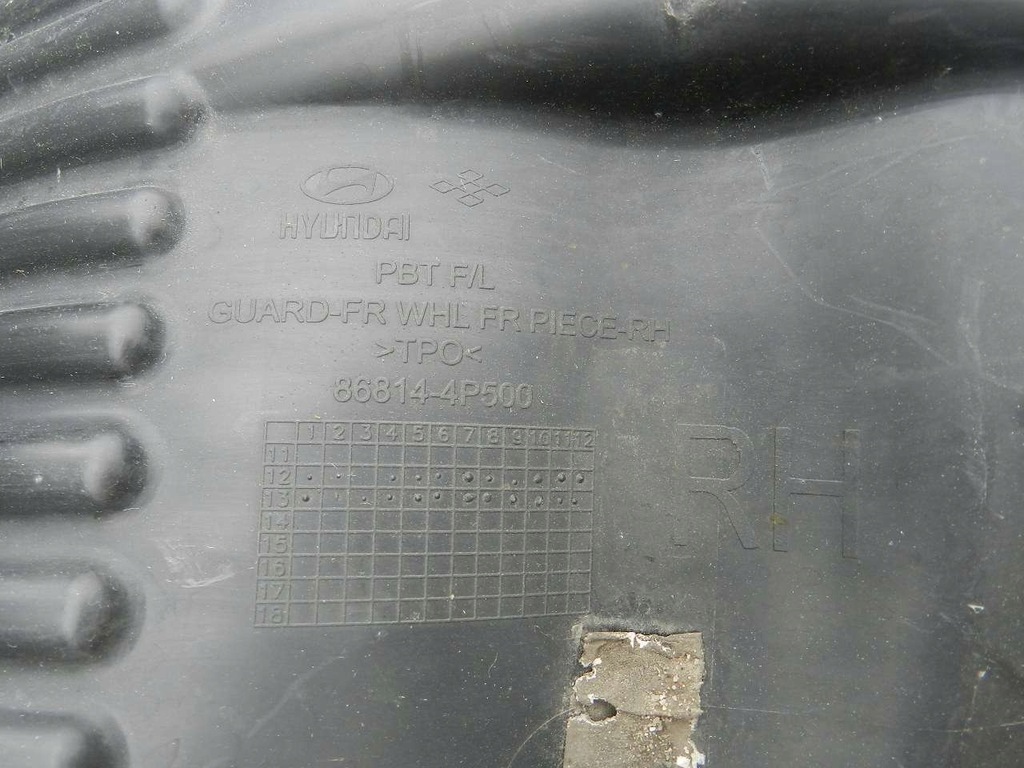 HYUNDAI
PBT F/L
GUARD-FR WHL FR PIECE-RH
>TPO<
86814-4P500
1 2 3 4 5 6 7 8 9 10 11 12
11
12
13
14
15
16
17
18
RH